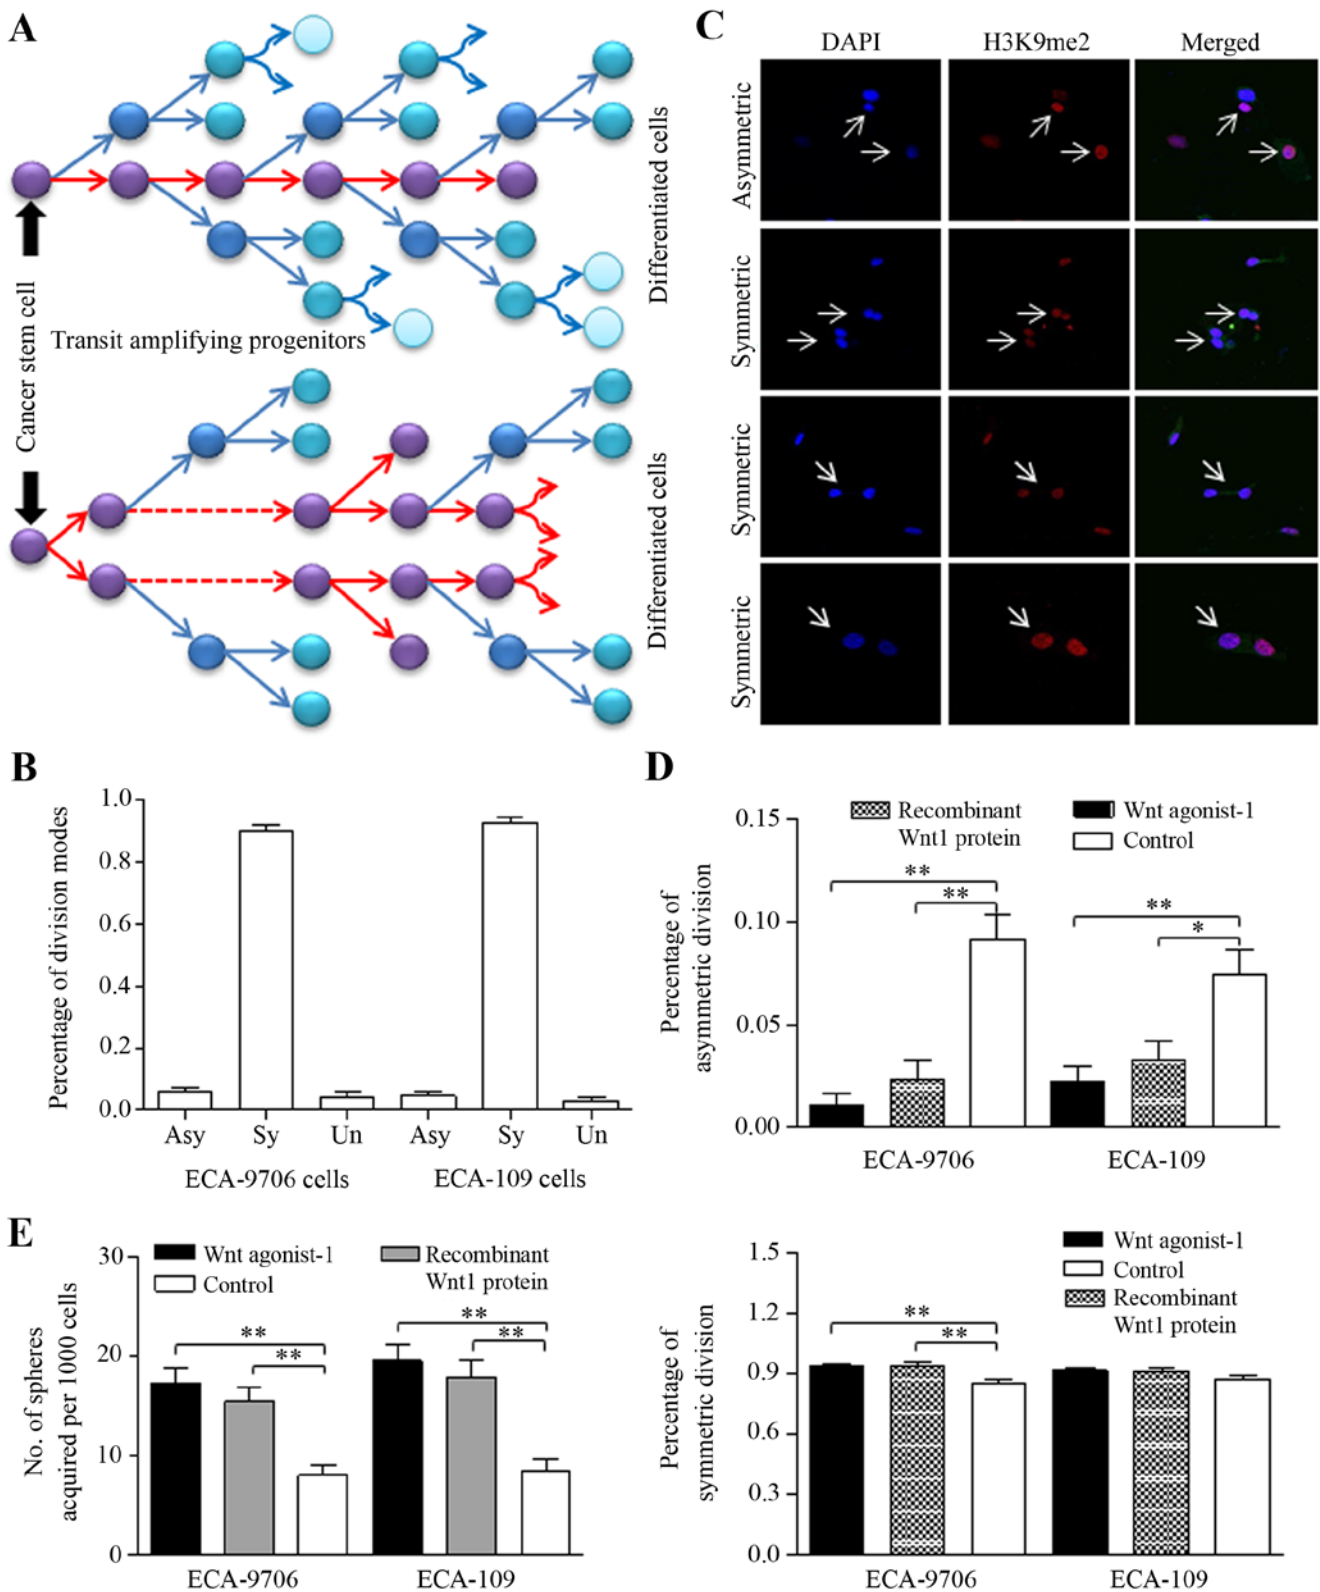 A
Cancer stem cell
Differentiated cells
Transit amplifying progenitors
Differentiated cells
C
DAPI
H3K9me2
Merged
Asymmetric
Symmetric
Symmetric
Symmetric
B
Percentage of division modes
1.0
0.8
0.6
0.4
0.2
0.0
Asy
Sy
Un
Asy
Sy
Un
ECA-9706 cells
ECA-109 cells
D
Percentage of
asymmetric division
Recombinant
Wnt1 protein
Wnt agonist-1
Control
0.15
0.10
0.05
0.00
**
**
**
*
ECA-9706
ECA-109
E
No. of spheres
acquired per 1000 cells
Wnt agonist-1
Control
Recombinant
Wnt1 protein
30
20
10
0
**
**
**
**
ECA-9706
ECA-109
Percentage of
symmetric division
Wnt agonist-1
Control
Recombinant
Wnt1 protein
1.5
1.2
0.9
0.6
0.3
0.0
**
**
ECA-9706
ECA-109